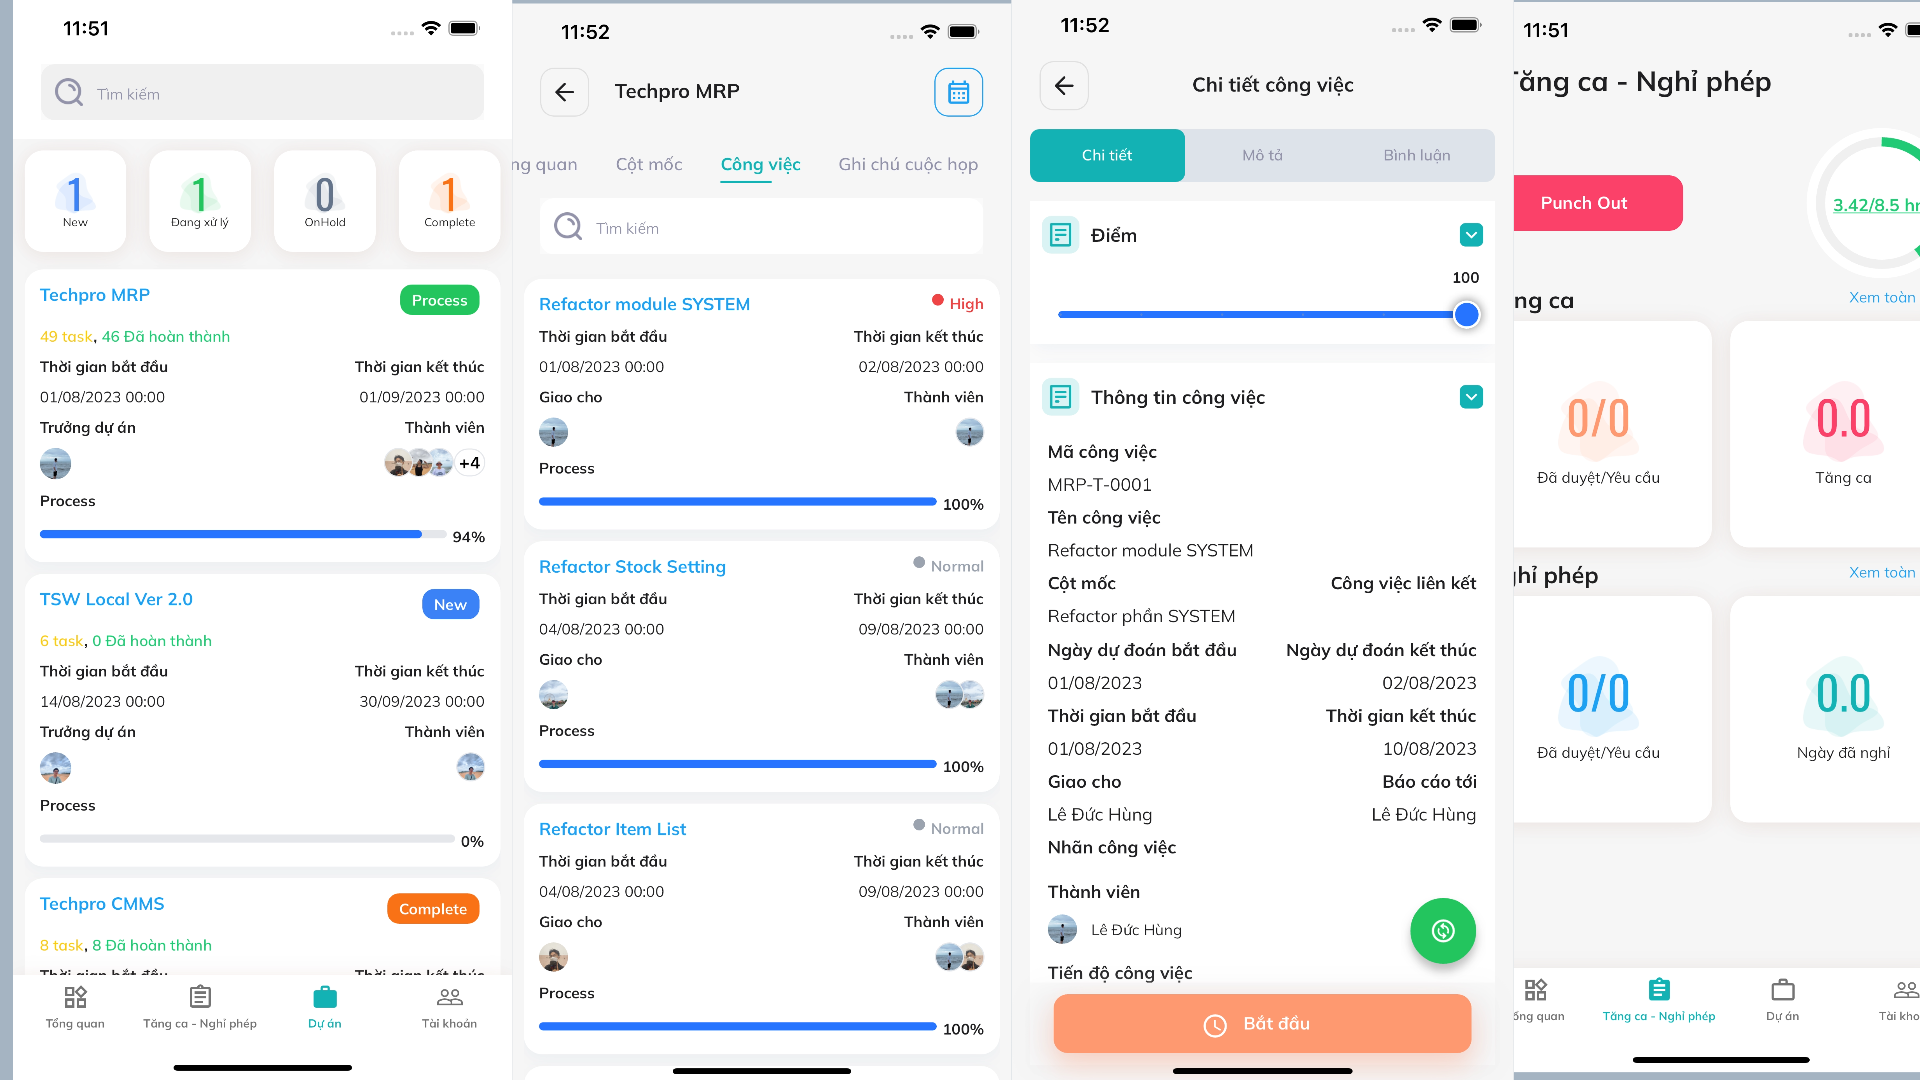 11:51
Tìm kiếm
1
New
1
Đang xử lý
0
OnHold
1
Complete
Techpro MRP
Process
49 task, 46 Đã hoàn thành
Thời gian bắt đầu
Thời gian kết thúc
01/08/2023 00:00
01/09/2023 00:00
Trưởng dự án
Thành viên
+4
Process
94%
TSW Local Ver 2.0
New
6 task, 0 Đã hoàn thành
Thời gian bắt đầu
Thời gian kết thúc
14/08/2023 00:00
30/09/2023 00:00
Trưởng dự án
Thành viên
Process
0%
Techpro CMMS
Complete
8 task, 8 Đã hoàn thành
Thời gian bắt đầu
Thời gian kết thúc
Tổng quan
Tăng ca - Nghỉ phép
Dự án
Tài khoản
11:52
Techpro MRP
ng quan
Cột mốc
Công việc
Ghi chú cuộc họp
Tìm kiếm
Refactor module SYSTEM
High
Thời gian bắt đầu
Thời gian kết thúc
01/08/2023 00:00
02/08/2023 00:00
Giao cho
Thành viên
Process
100%
Refactor Stock Setting
Normal
Thời gian bắt đầu
Thời gian kết thúc
04/08/2023 00:00
09/08/2023 00:00
Giao cho
Thành viên
Process
100%
Refactor Item List
Normal
Thời gian bắt đầu
Thời gian kết thúc
04/08/2023 00:00
09/08/2023 00:00
Giao cho
Thành viên
Process
100%
11:52
Chi tiết công việc
Chi tiết
Mô tả
Bình luận
Điểm
100
Thông tin công việc
Mã công việc
MRP-T-0001
Tên công việc
Refactor module SYSTEM
Cột mốc
Công việc liên kết
Refactor phần SYSTEM
Ngày dự đoán bắt đầu
Ngày dự đoán kết thúc
01/08/2023
02/08/2023
Thời gian bắt đầu
Thời gian kết thúc
01/08/2023
10/08/2023
Giao cho
Báo cáo tới
Lê Đức Hùng
Lê Đức Hùng
Nhãn công việc
Thành viên
Lê Đức Hùng
Tiến độ công việc
Bắt đầu
11:51
Tăng ca - Nghỉ phép
Punch Out
3.42/8.5 hr
ng ca
Xem toàn
0/0
Đã duyệt/Yêu cầu
0.0
Tăng ca
ghỉ phép
Xem toàn
0/0
Đã duyệt/Yêu cầu
0.0
Ngày đã nghỉ
ổng quan
Tăng ca - Nghỉ phép
Dự án
Tài kho